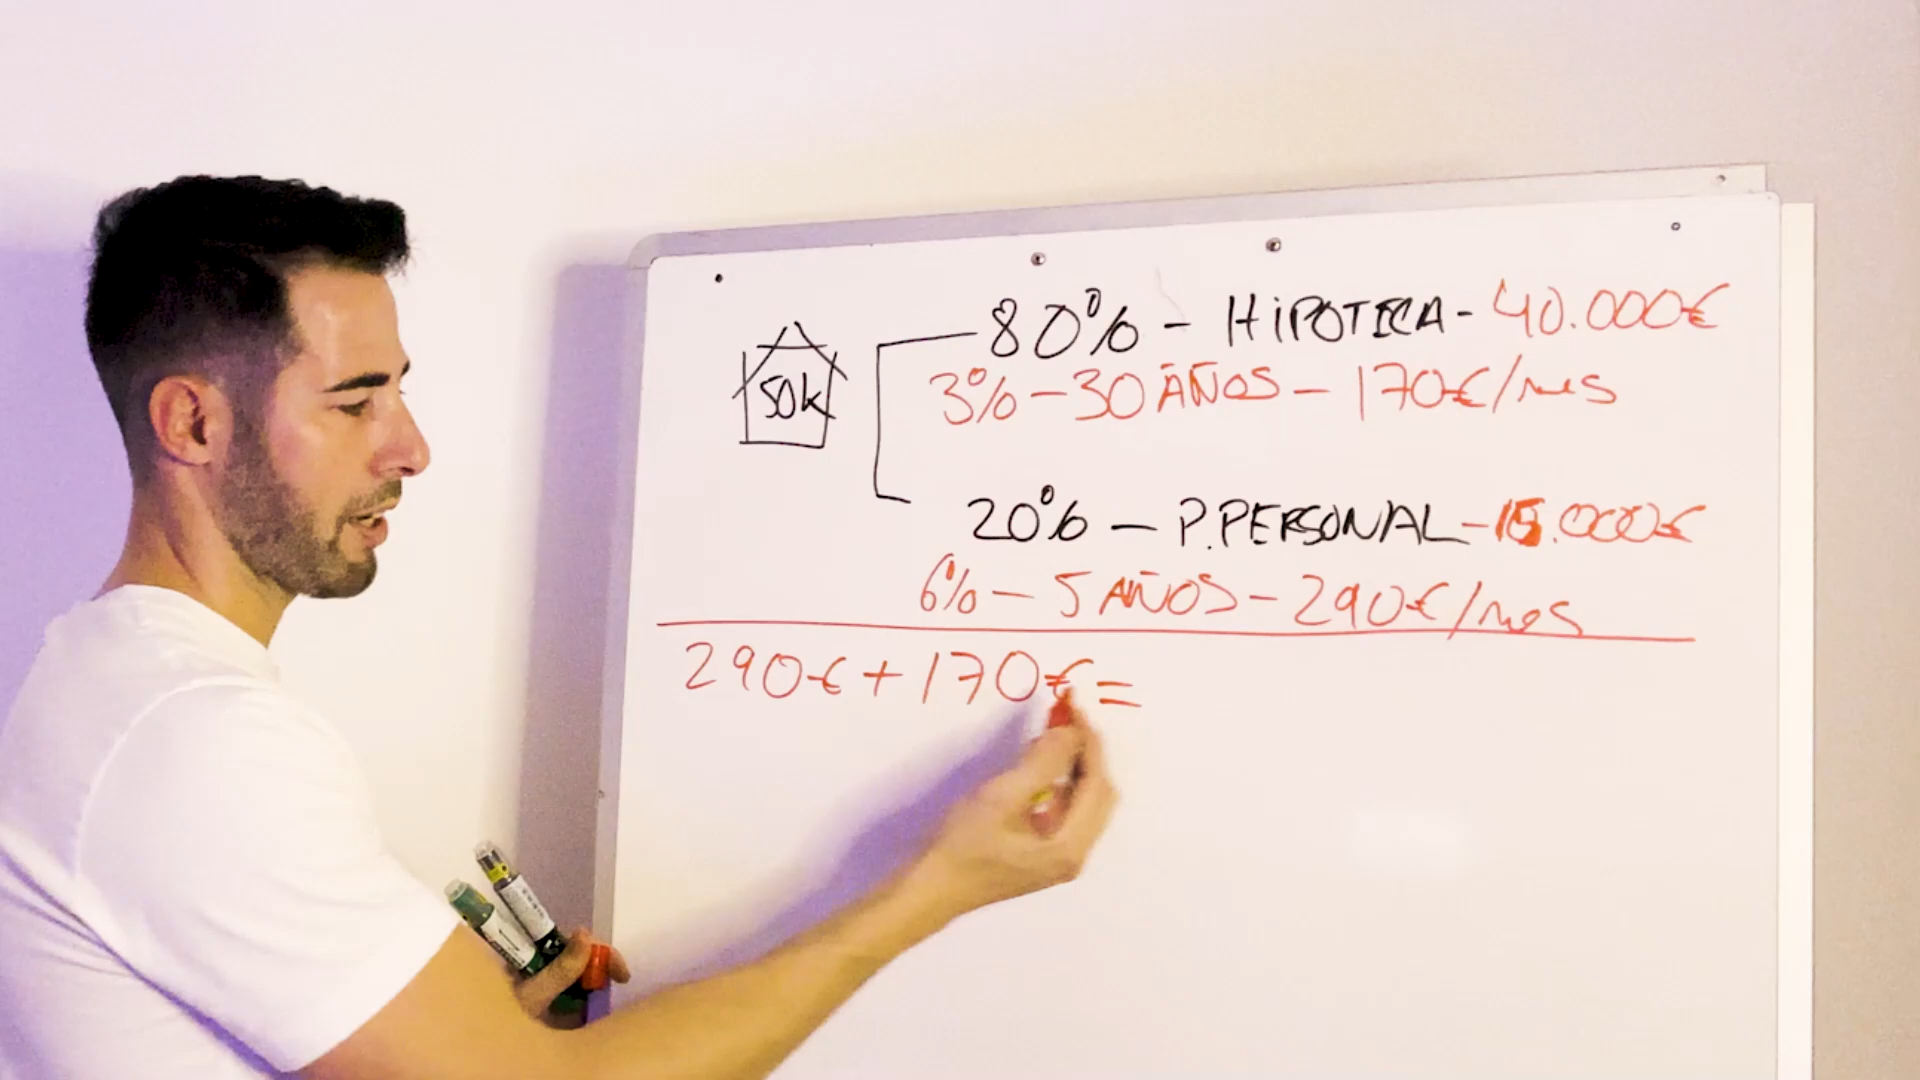 80% - HIPOTECA - 40.000€
50k
3% - 30 AÑOS - 170€/mes
20% - P.PERSONAL - 15.000€
6% - 5 AÑOS - 290€/mes
290€ + 170€ =